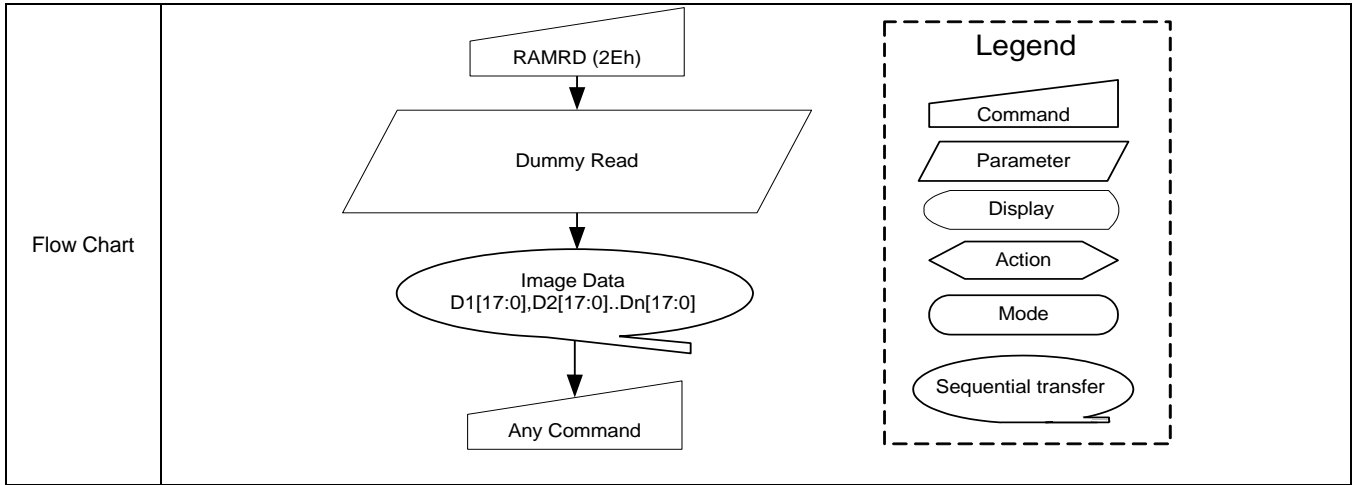 Flow Chart
RAMRD (2Eh)
Dummy Read
Image Data
D1[17:0],D2[17:0]..Dn[17:0]
Any Command
Legend
Command
Parameter
Display
Action
Mode
Sequential transfer